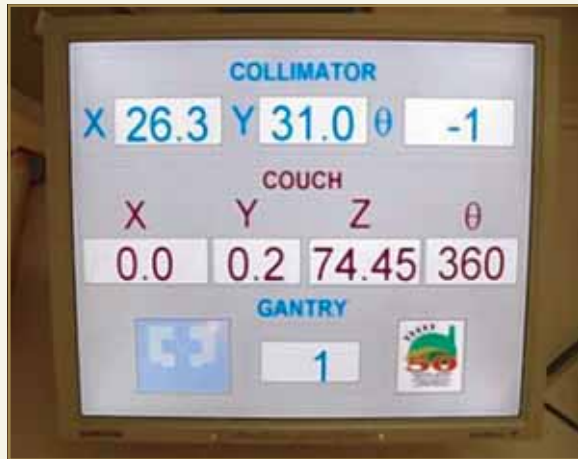 COLLIMATOR
X 26.3 Y 31.0 θ -1
COUCH
X Y Z θ
0.0 0.2 74.45 360
GANTRY
1
50